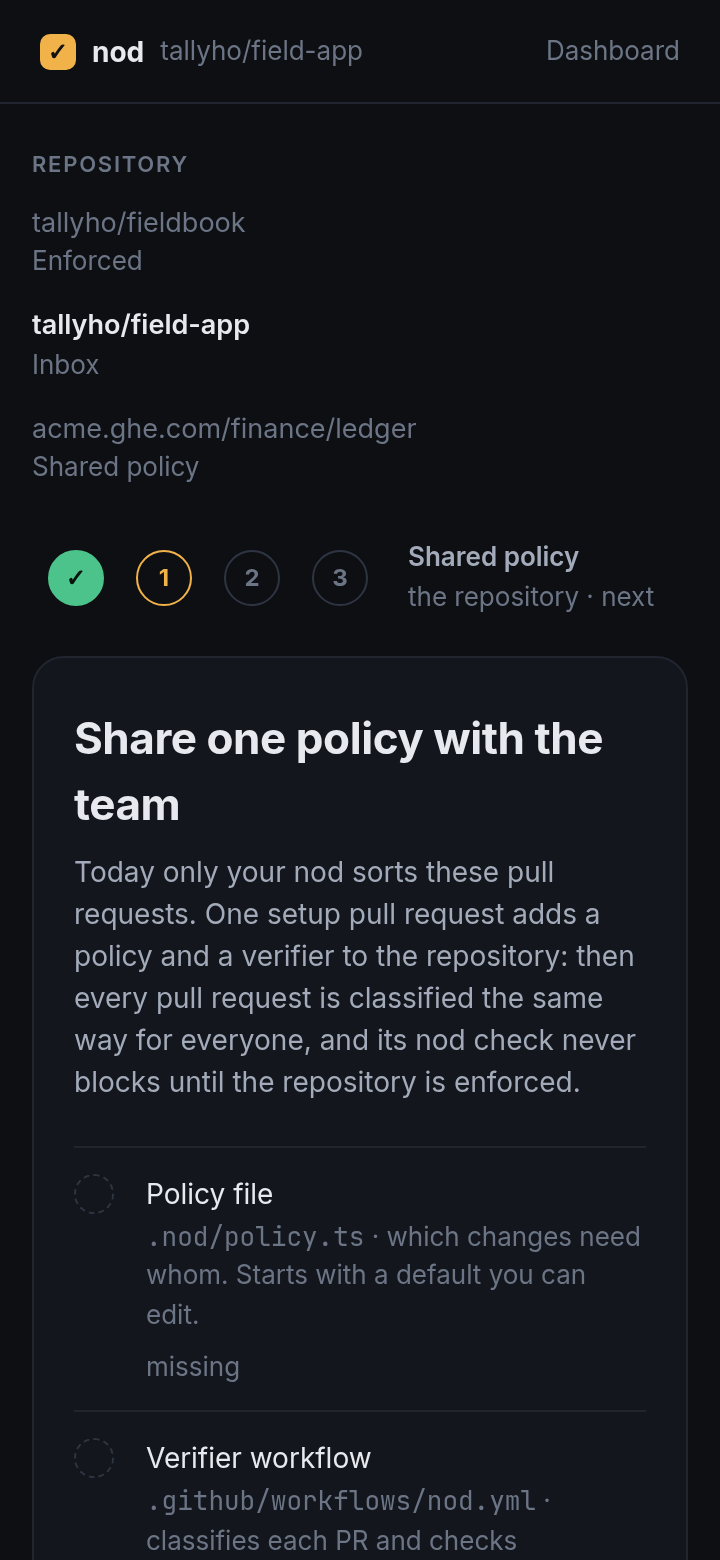 ✓ nod tallyho/field-app Dashboard
REPOSITORY
tallyho/fieldbook
Enforced
tallyho/field-app
Inbox
acme.ghe.com/finance/ledger
Shared policy
✓ 1 2 3
Shared policy
the repository · next
Share one policy with the
team
Today only your nod sorts these pull
requests. One setup pull request adds a
policy and a verifier to the repository: then
every pull request is classified the same
way for everyone, and its nod check never
blocks until the repository is enforced.
Policy file
.nod/policy.ts · which changes need
whom. Starts with a default you can
edit.
missing
Verifier workflow
.github/workflows/nod.yml ·
classifies each PR and checks